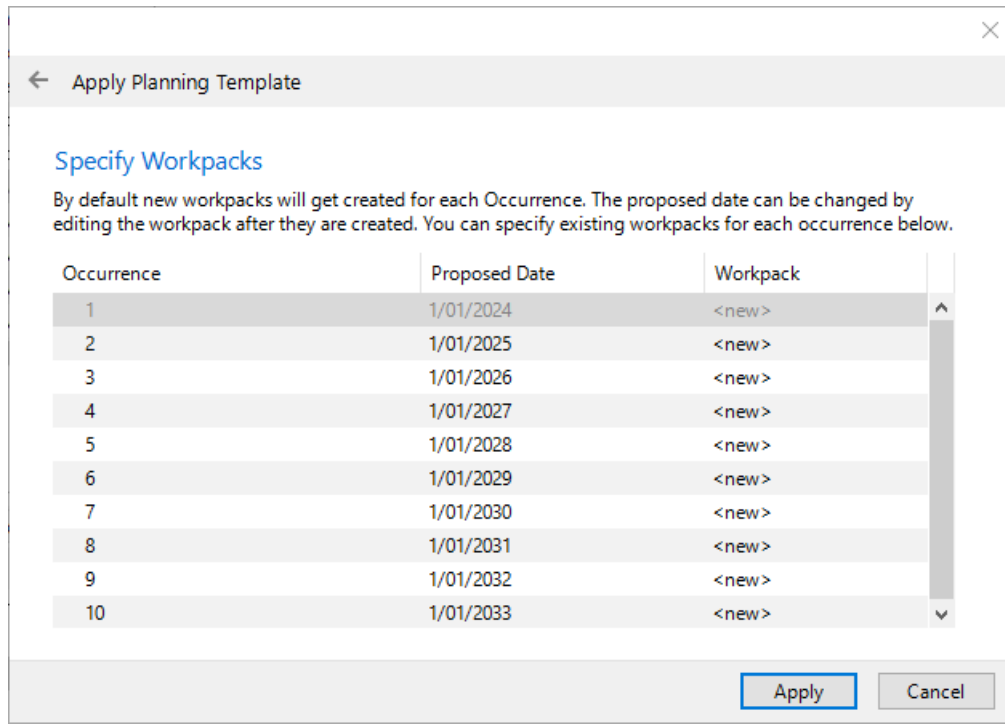 Apply Planning Template
Specify Workpacks
By default new workpacks will get created for each Occurrence. The proposed date can be changed by
editing the workpack after they are created. You can specify existing workpacks for each occurrence below.
Occurrence Proposed Date Workpack
1 1/01/2024 <new>
2 1/01/2025 <new>
3 1/01/2026 <new>
4 1/01/2027 <new>
5 1/01/2028 <new>
6 1/01/2029 <new>
7 1/01/2030 <new>
8 1/01/2031 <new>
9 1/01/2032 <new>
10 1/01/2033 <new>
Apply Cancel